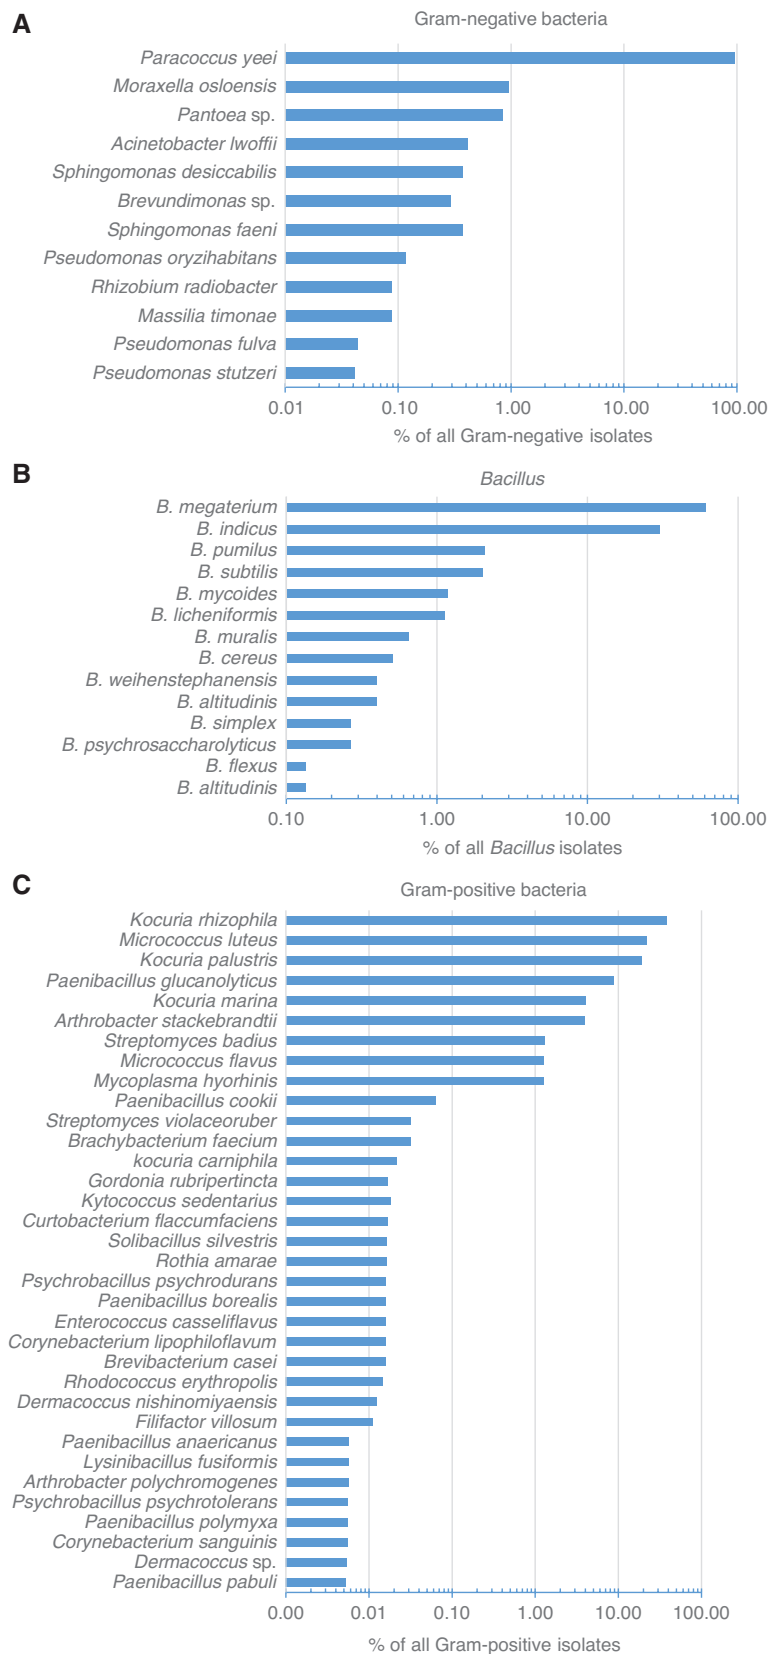 A
Gram-negative bacteria
Paracoccus yeei
Moraxella osloensis
Pantoea sp.
Acinetobacter lwoffii
Sphingomonas desiccabilis
Brevundimonas sp.
Sphingomonas faeni
Pseudomonas oryzihabitans
Rhizobium radiobacter
Massilia timonae
Pseudomonas fulva
Pseudomonas stutzeri
0.01 0.10 1.00 10.00 100.00
% of all Gram-negative isolates
B
Bacillus
B. megaterium
B. indicus
B. pumilus
B. subtilis
B. mycoides
B. licheniformis
B. muralis
B. cereus
B. weihenstephanensis
B. altitudinis
B. simplex
B. psychrosaccharolyticus
B. flexus
B. altitudinis
0.10 1.00 10.00 100.00
% of all Bacillus isolates
C
Gram-positive bacteria
Kocuria rhizophila
Micrococcus luteus
Kocuria palustris
Paenibacillus glucanolyticus
Kocuria marina
Arthrobacter stackebrandtii
Streptomyces badius
Micrococcus flavus
Mycoplasma hyorhinis
Paenibacillus cookii
Streptomyces violaceoruber
Brachybacterium faecium
kocuria carniphila
Gordonia rubripertincta
Kytococcus sedentarius
Curtobacterium flaccumfaciens
Solibacillus silvestris
Rothia amarae
Psychrobacillus psychrodurans
Paenibacillus borealis
Enterococcus casseliflavus
Corynebacterium lipophiloflavum
Brevibacterium casei
Rhodococcus erythropolis
Dermacoccus nishinomiyaensis
Filifactor villosum
Paenibacillus anaericanus
Lysinibacillus fusiformis
Arthrobacter polychromogenes
Psychrobacillus psychrotolerans
Paenibacillus polymyxa
Corynebacterium sanguinis
Dermacoccus sp.
Paenibacillus pabuli
0.00 0.01 0.10 1.00 10.00 100.00
% of all Gram-positive isolates